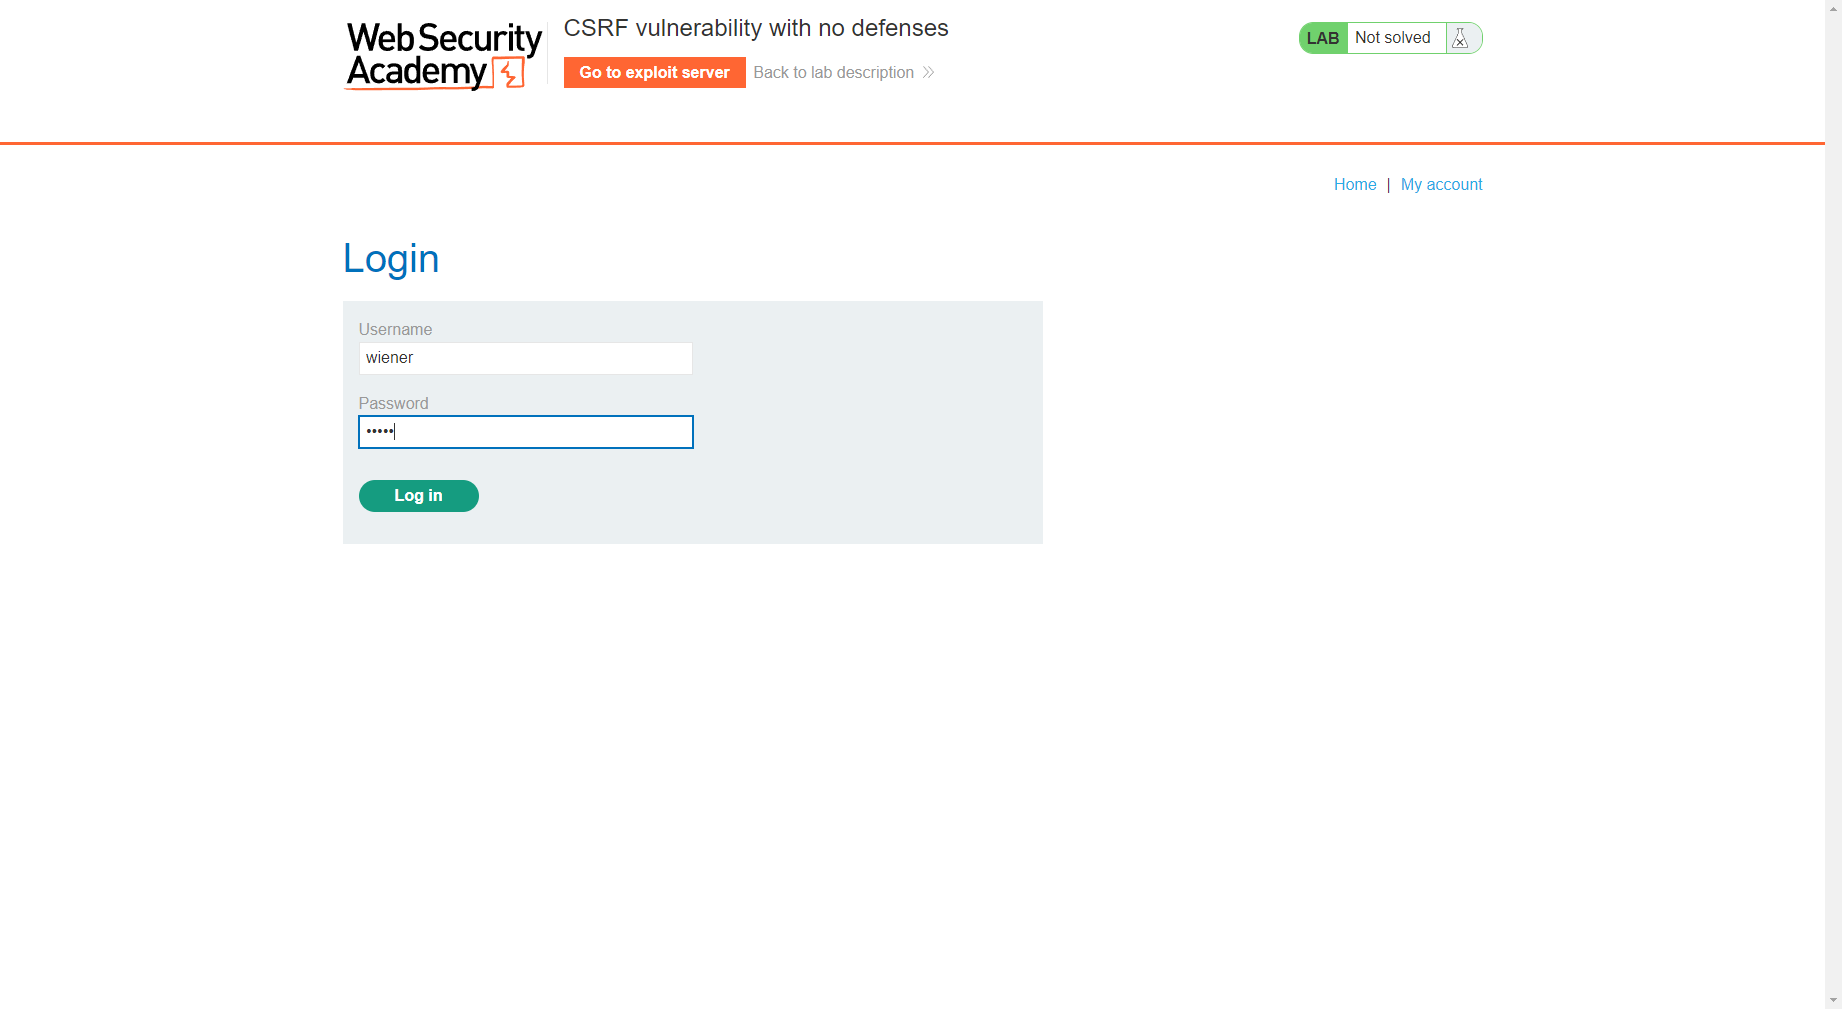 Web Security
Academy
CSRF vulnerability with no defenses
Go to exploit server
Back to lab description
LAB
Not solved
Home | My account
Login
Username
wiener
Password
•••••
Log in